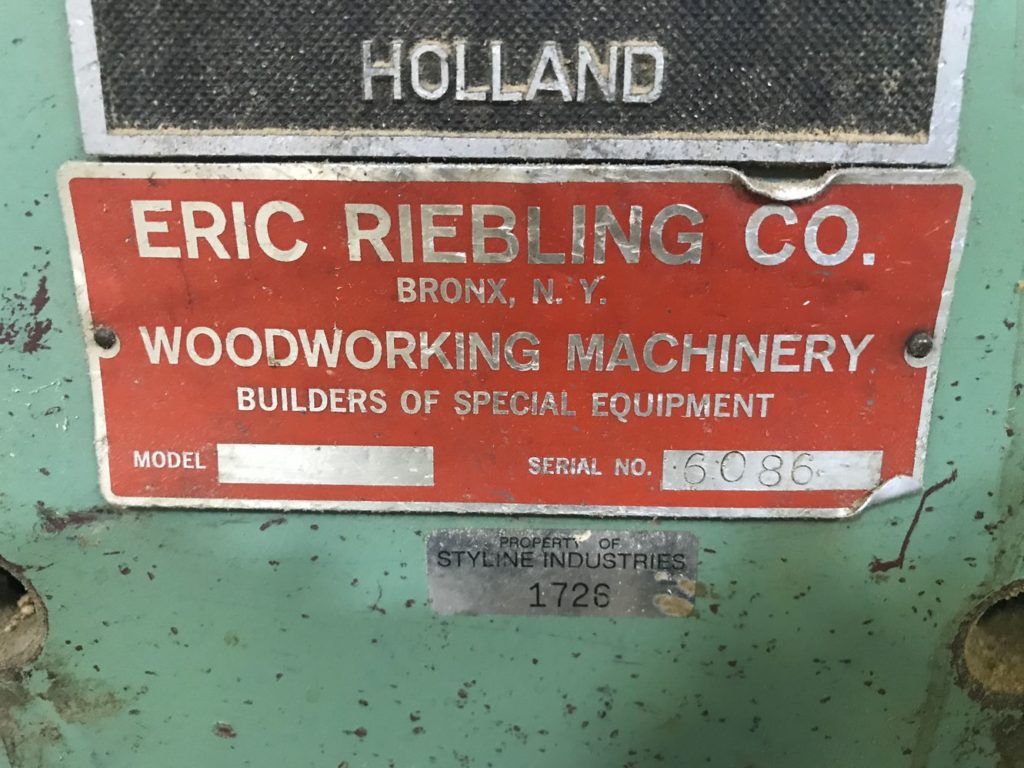 HOLLAND
ERIC RIEBLING CO.
BRONX, N. Y.
WOODWORKING MACHINERY
BUILDERS OF SPECIAL EQUIPMENT
MODEL SERIAL NO. 6086
PROPERTY OF
STYLINE INDUSTRIES
1726